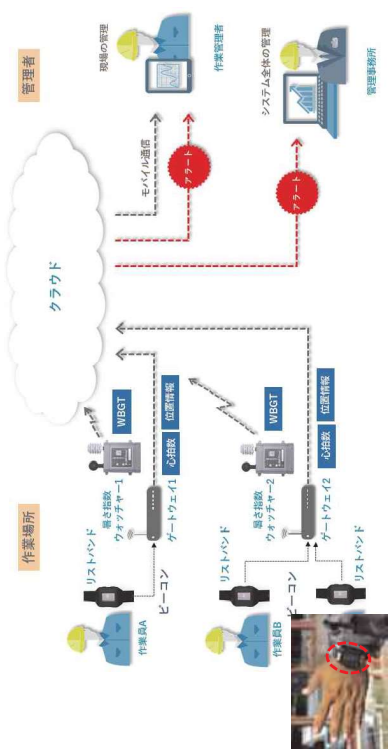 作業場所
管理者
クラウド
作業員A
リストバンド
ビーコン
暑さ指数
ウォッチャー1
WBGT
ゲートウェイ1
心拍数
位置情報
モバイル通信
アラート
現場の管理
作業管理者
作業員B
リストバンド
ビーコン
リストバンド
暑さ指数
ウォッチャー2
WBGT
ゲートウェイ2
心拍数
位置情報
アラート
システム全体の管理
管理事務所